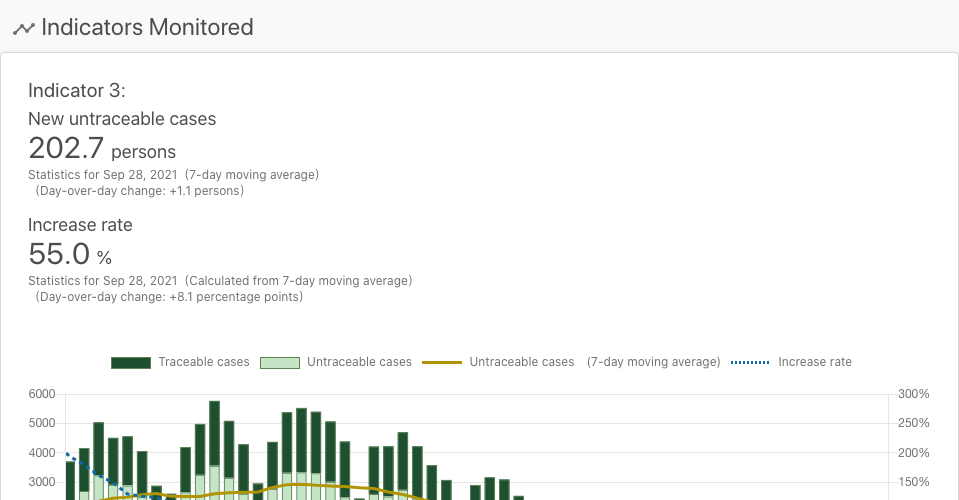 Indicators Monitored
Indicator 3:
New untraceable cases
202.7 persons
Statistics for Sep 28, 2021 (7-day moving average)
(Day-over-day change: +1.1 persons)
Increase rate
55.0 %
Statistics for Sep 28, 2021 (Calculated from 7-day moving average)
(Day-over-day change: +8.1 percentage points)
Traceable cases Untraceable cases Untraceable cases (7-day moving average) Increase rate
6000 300%
5000 250%
4000 200%
3000 150%